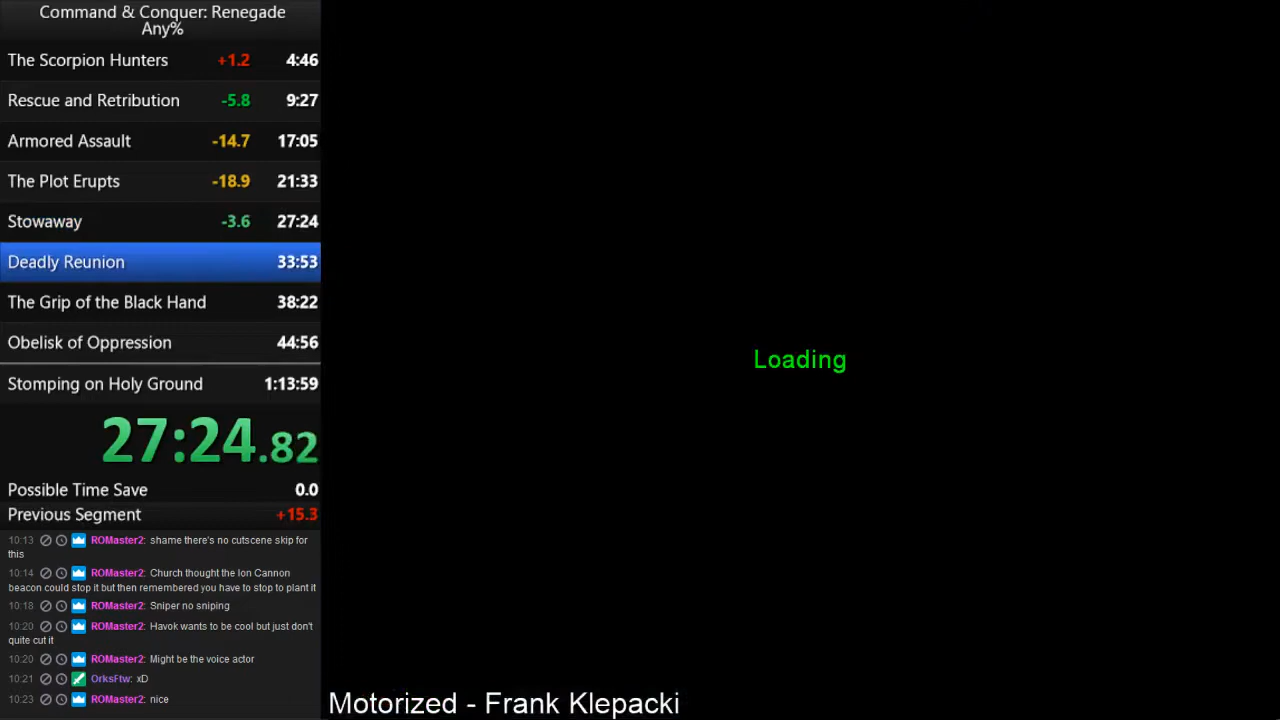 Command & Conquer: Renegade
Any%
The Scorpion Hunters +1.2 4:46
Rescue and Retribution -5.8 9:27
Armored Assault -14.7 17:05
The Plot Erupts -18.9 21:33
Stowaway -3.6 27:24
Deadly Reunion 33:53
The Grip of the Black Hand 38:22
Obelisk of Oppression 44:56
Stomping on Holy Ground 1:13:59
27:24.82
Possible Time Save 0.0
Previous Segment +15.3
10:13 ROMaster2: shame there's no cutscene skip for
this
10:14 ROMaster2: Church thought the Ion Cannon
beacon could stop it but then remembered you have to stop to plant it
10:18 ROMaster2: Sniper no sniping
10:20 ROMaster2: Havok wants to be cool but just don't
quite cut it
10:20 ROMaster2: Might be the voice actor
10:21 OrksFtw: xD
10:23 ROMaster2: nice
Loading
Motorized - Frank Klepacki